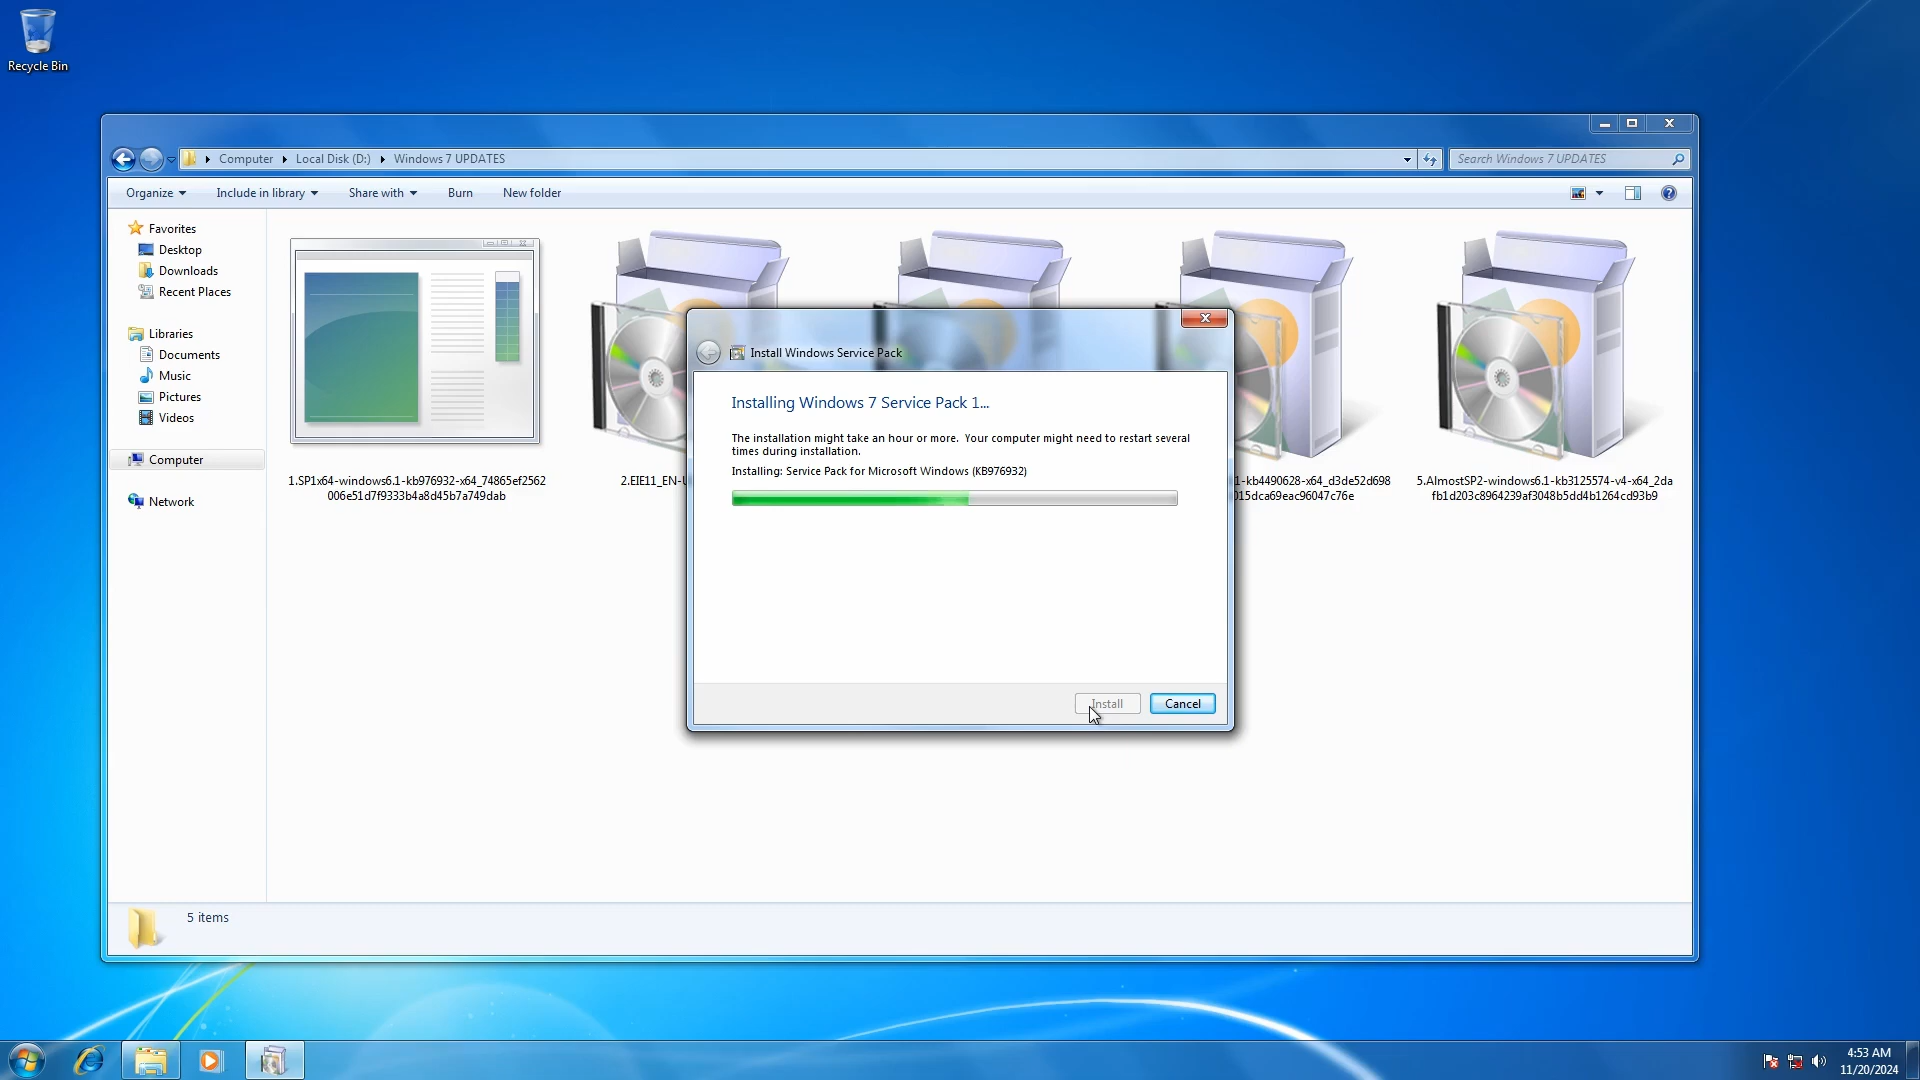 Recycle Bin
Computer
Local Disk (D:)
Windows 7 UPDATES
Search Windows 7 UPDATES
Organize
Include in library
Share with
Burn
New folder
Favorites
Desktop
Downloads
Recent Places
Libraries
Documents
Music
Pictures
Videos
Computer
Network
1.SP1x64-windows6.1-kb976932-x64_74865ef2562
006e51d7f9333b4a8d45b7a749dab
2.EIE11_EN-U
1-kb4490628-x64_d3de52d698
015dca69eac96047c76e
5.AlmostSP2-windows6.1-kb3125574-v4-x64_2da
fb1d203c8964239af3048b5dd4b1264cd93b9
Install Windows Service Pack
Installing Windows 7 Service Pack 1...
The installation might take an hour or more. Your computer might need to restart several
times during installation.
Installing: Service Pack for Microsoft Windows (KB976932)
Install
Cancel
5 items
4:53 AM
11/20/2024